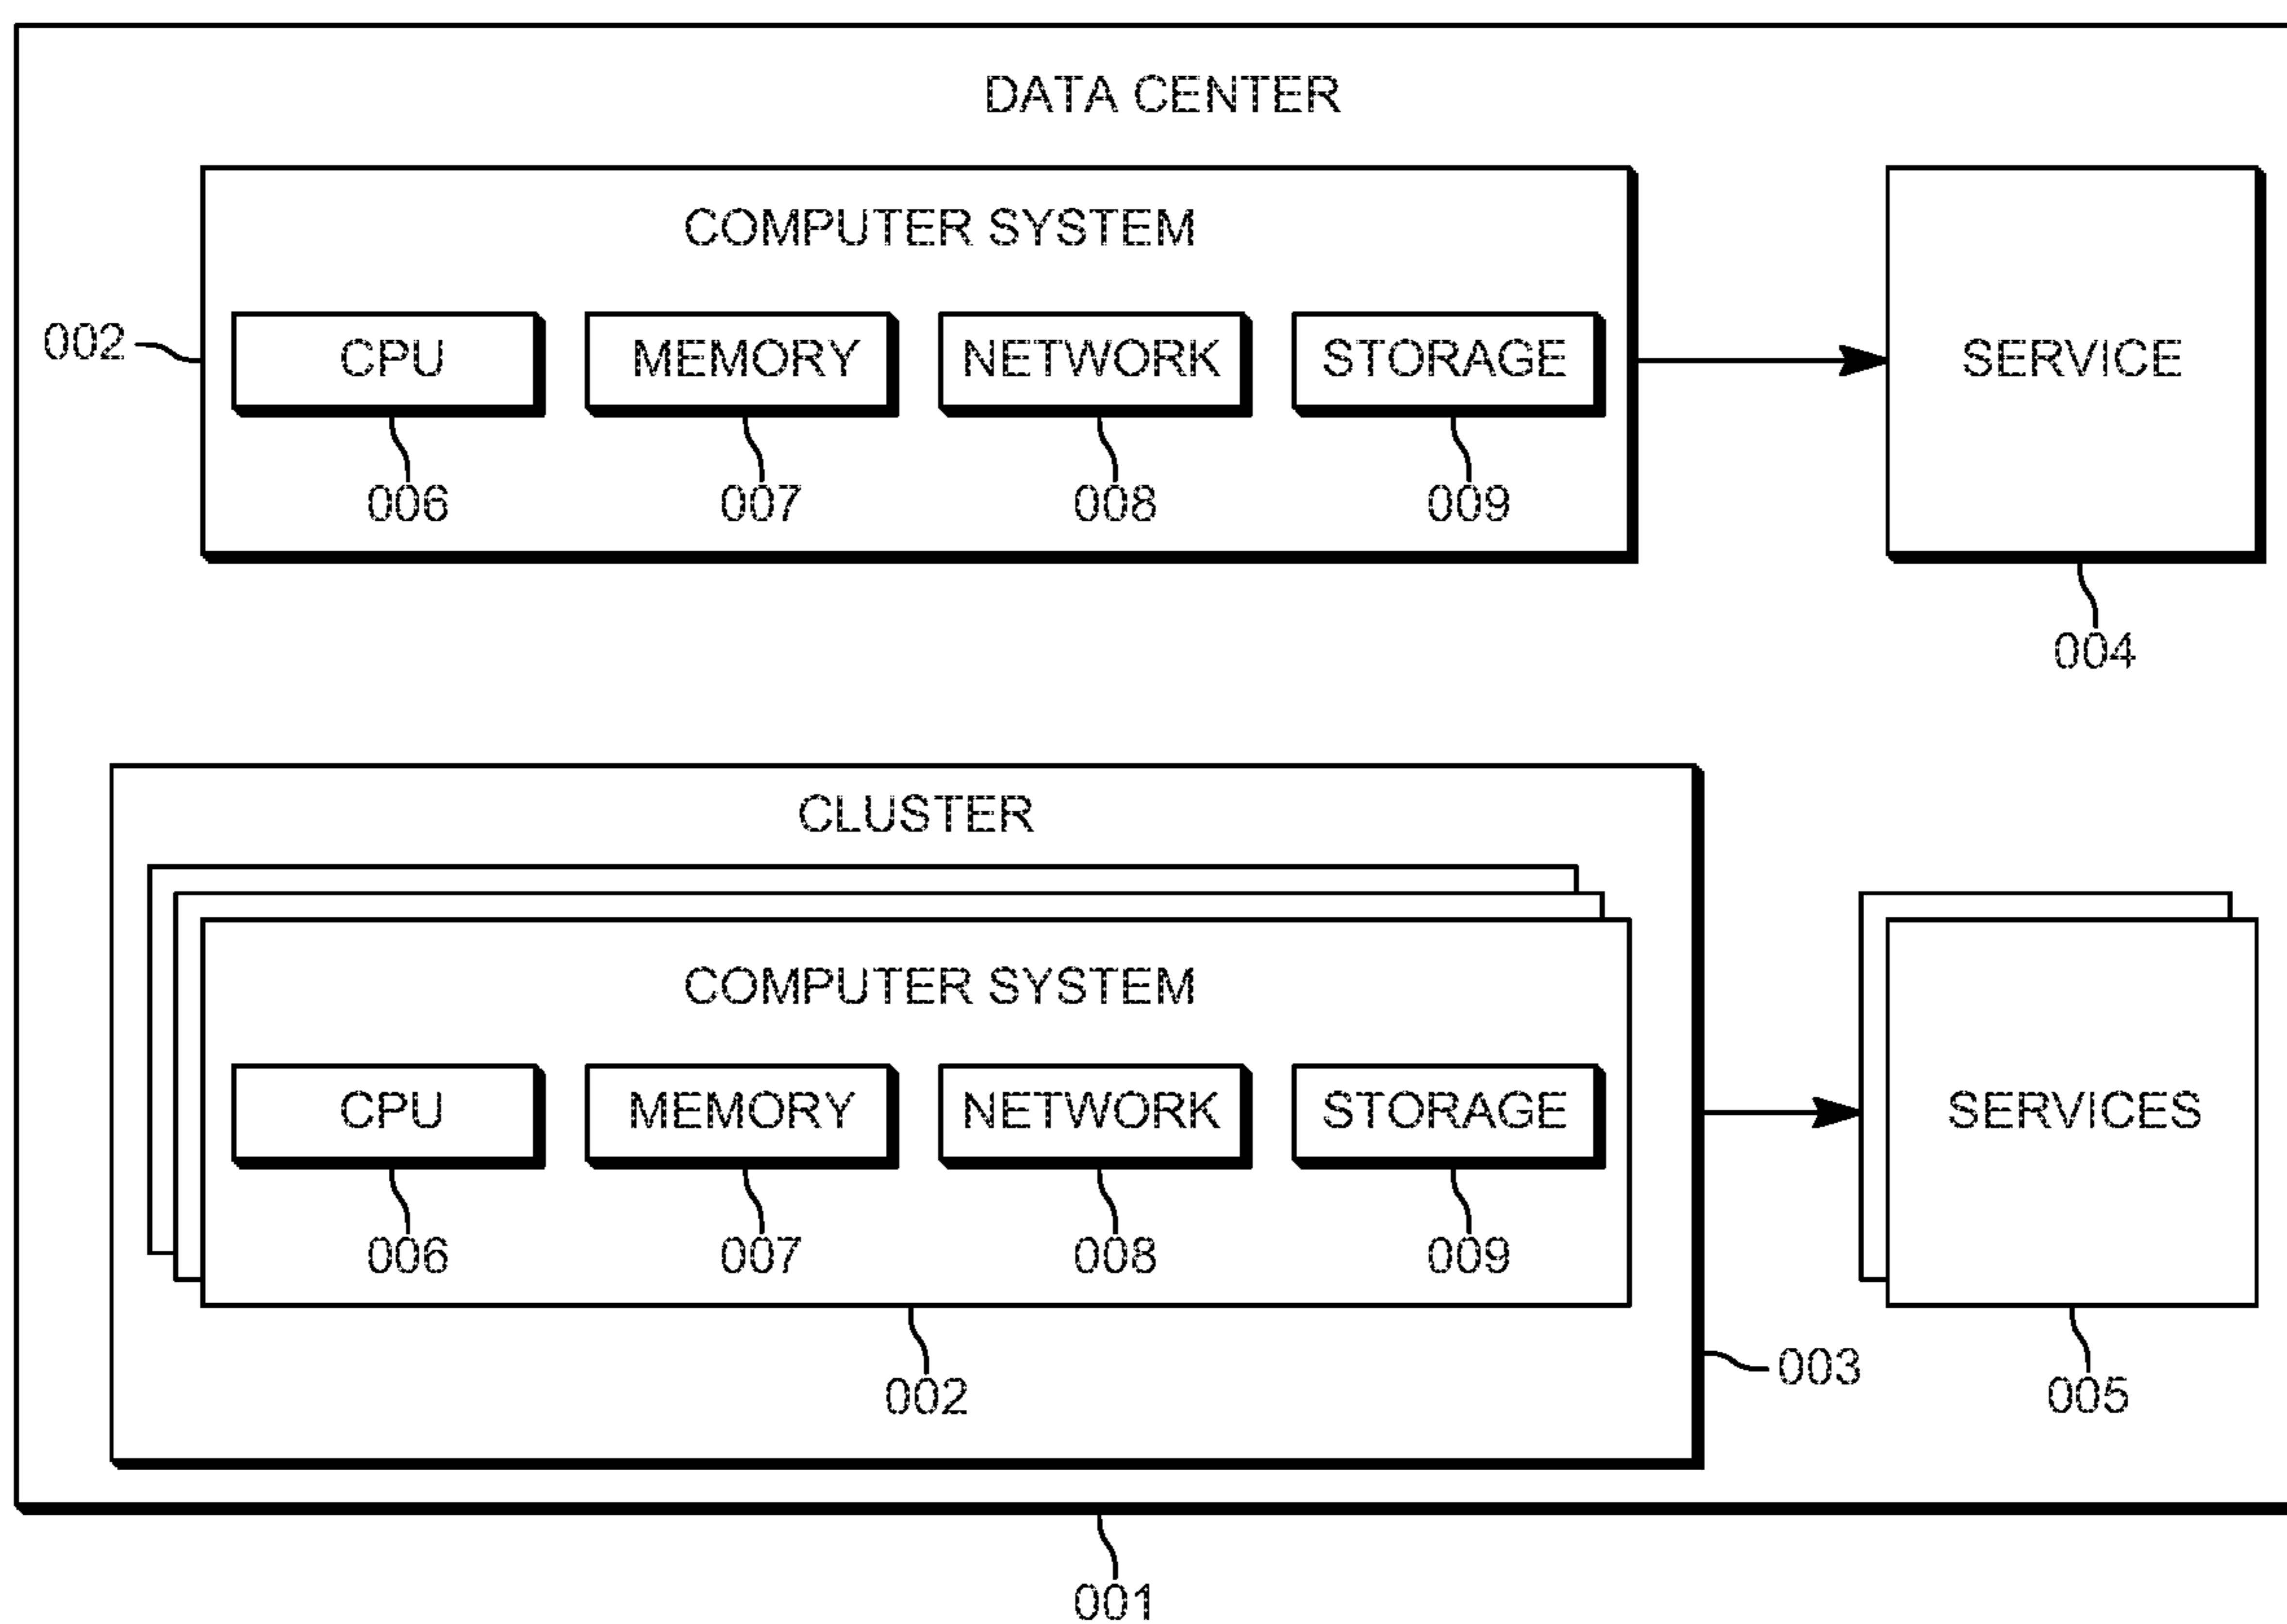 DATA CENTER
COMPUTER SYSTEM
002
CPU
MEMORY
NETWORK
STORAGE
SERVICE
006
007
008
009
004
CLUSTER
COMPUTER SYSTEM
CPU
MEMORY
NETWORK
STORAGE
SERVICES
006
007
008
009
002
003
005
001